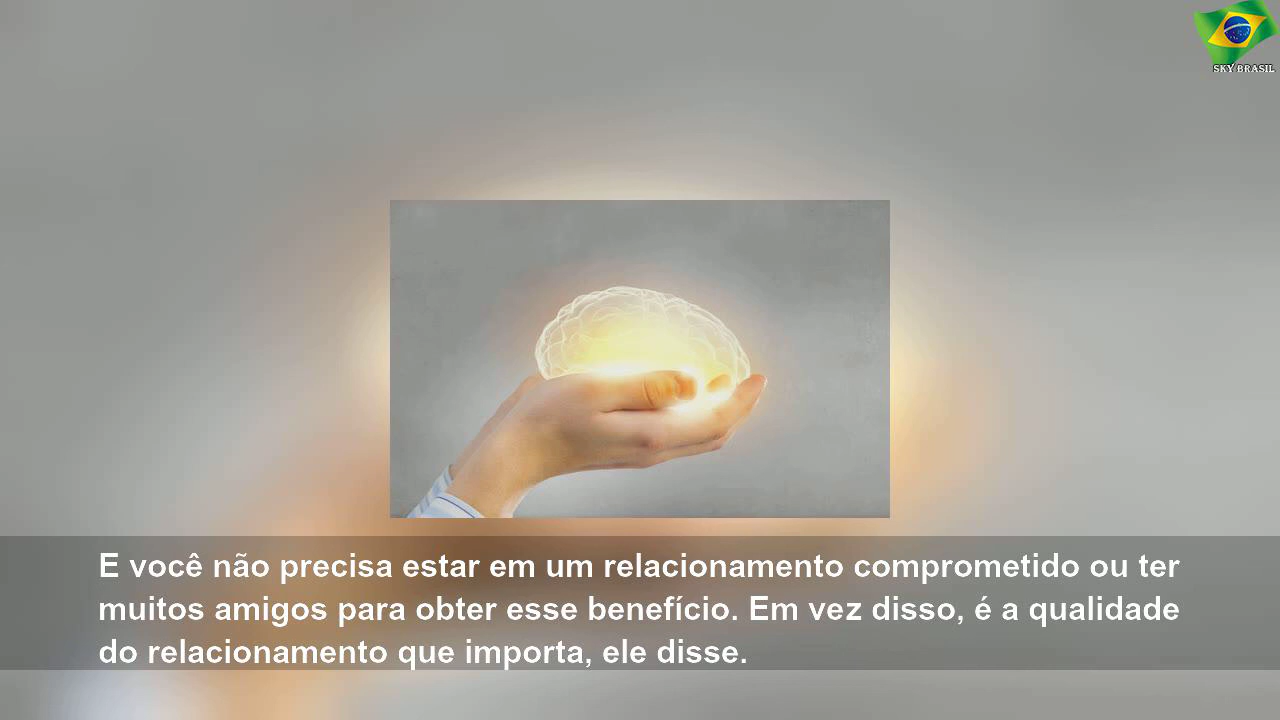 SKY BRASIL
E você não precisa estar em um relacionamento comprometido ou ter
muitos amigos para obter esse benefício. Em vez disso, é a qualidade
do relacionamento que importa, ele disse.